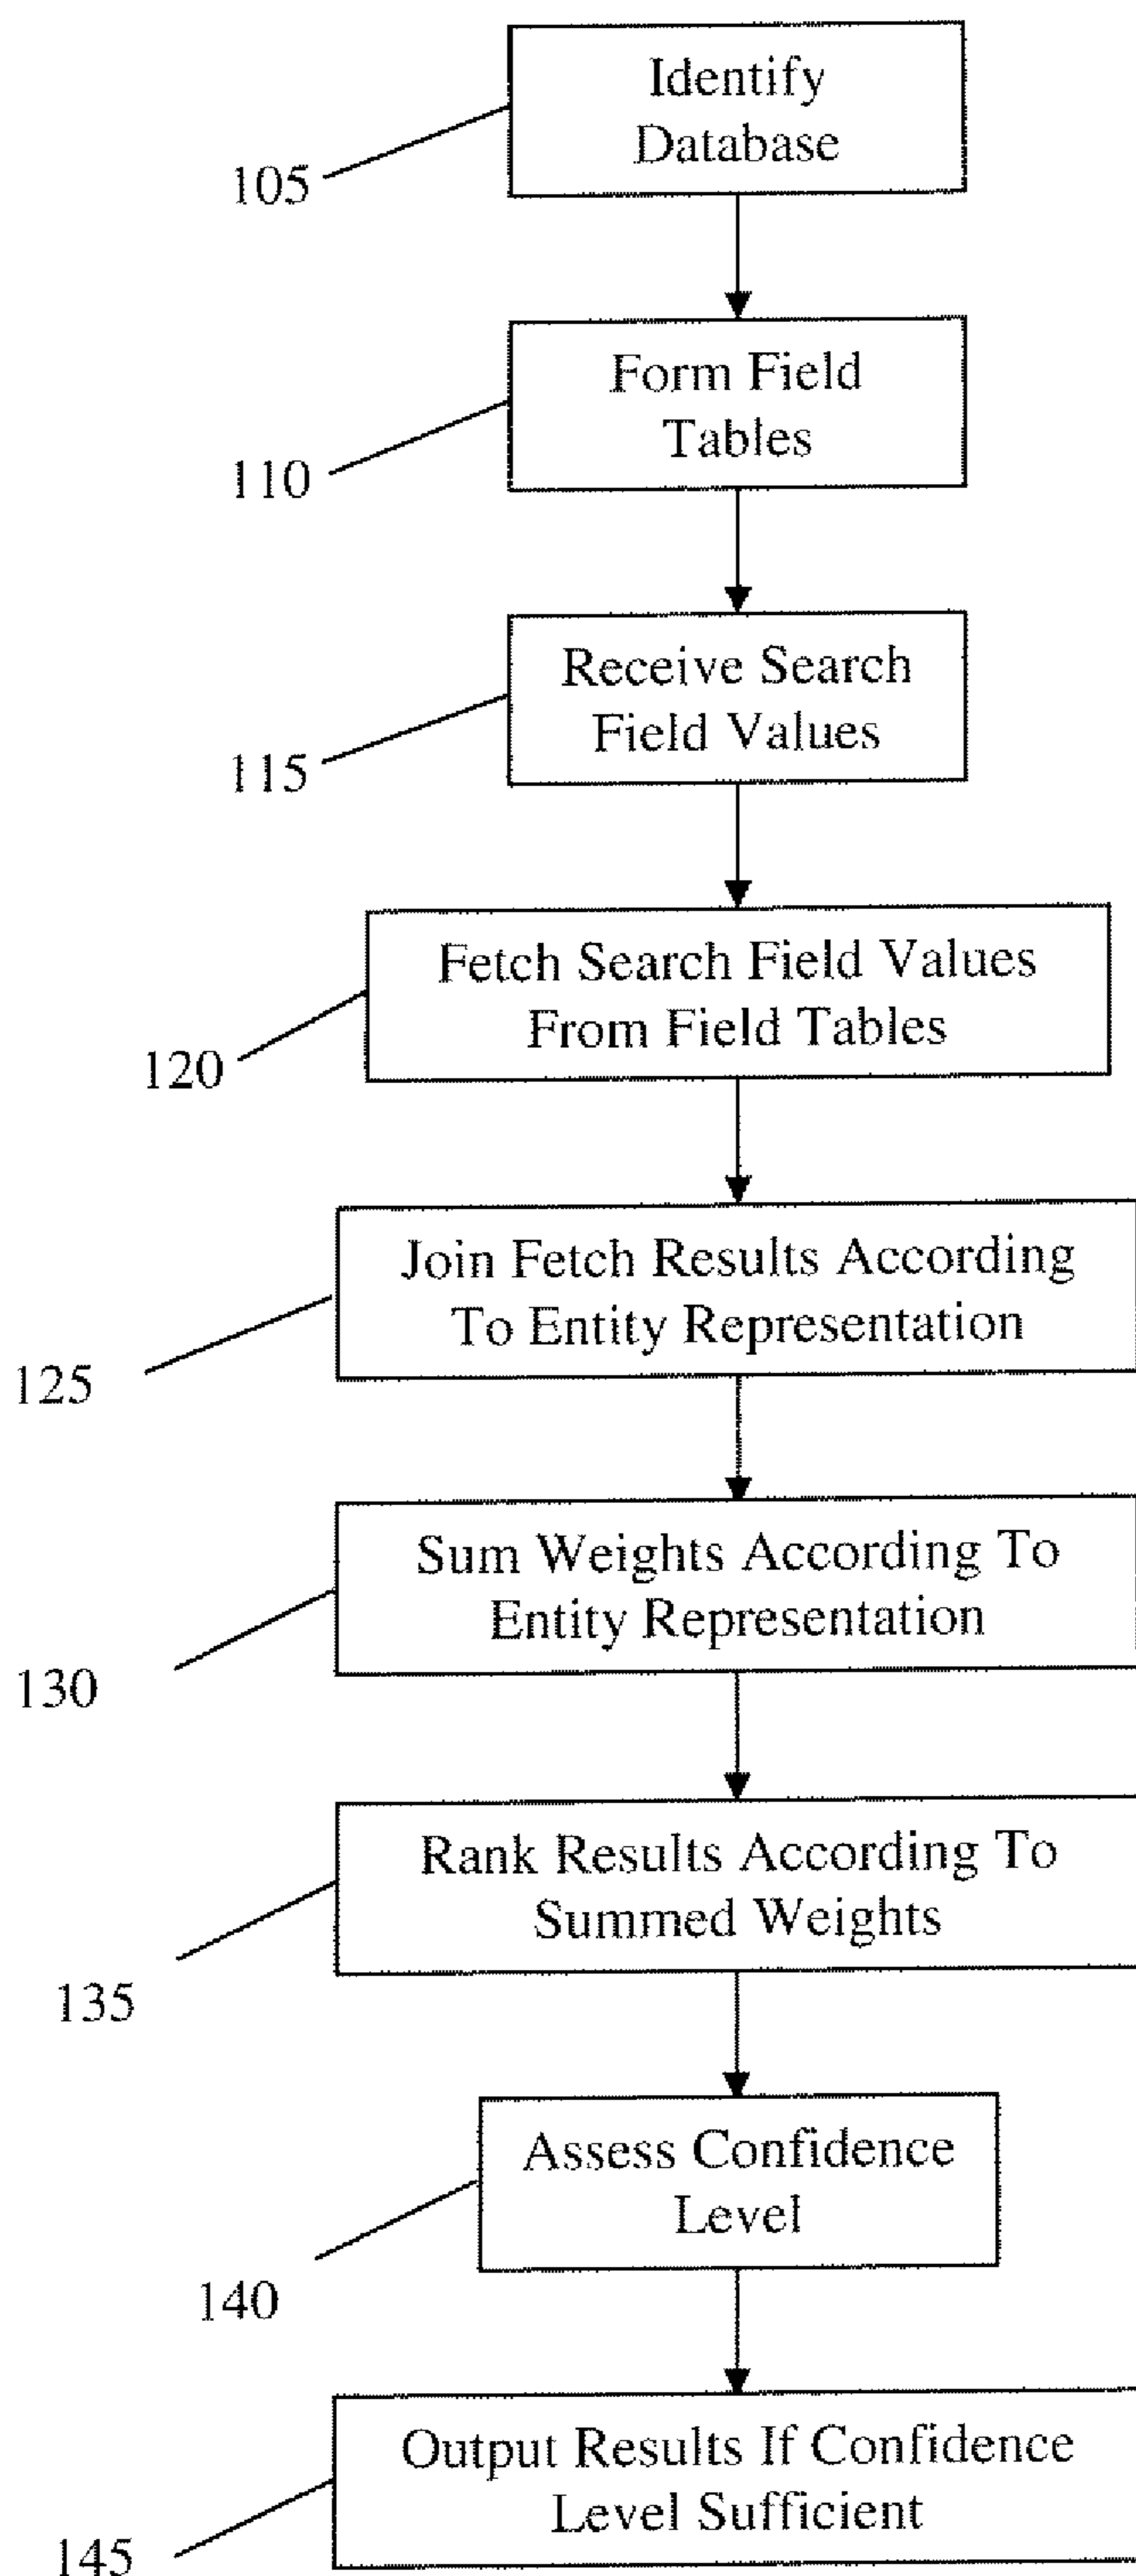 Identify
Database
105
Form Field
Tables
110
Receive Search
Field Values
115
Fetch Search Field Values
From Field Tables
120
Join Fetch Results According
To Entity Representation
125
Sum Weights According To
Entity Representation
130
Rank Results According To
Summed Weights
135
Assess Confidence
Level
140
Output Results If Confidence
Level Sufficient
145